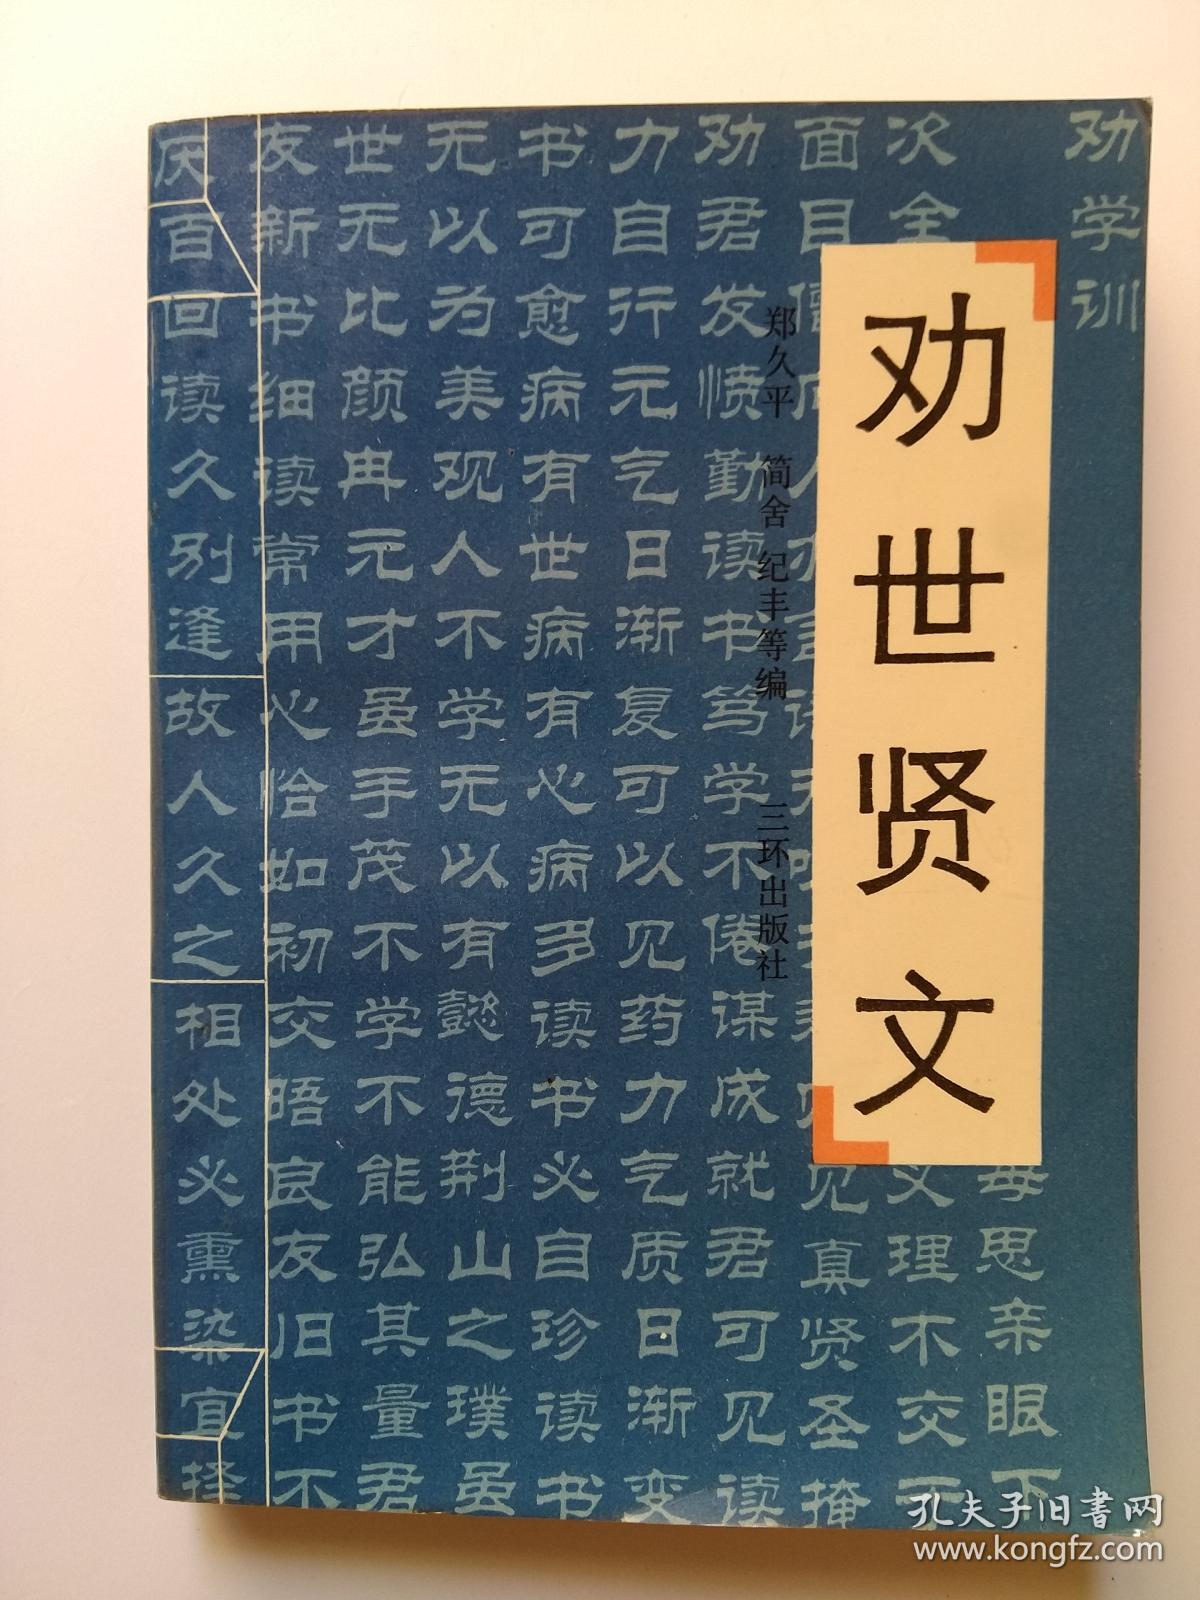 劝世贤文
郑久平 简舍 纪丰等编
三环出版社
劝学训
每思亲眼下
次全
义理不交
面目
见真贤圣掩
劝君发愤勤读书笃学不倦谋成就君可见读
力自行元气日渐复可以见药力气质日渐变
书可愈病有世病有心病多读书必自珍读书
无以为美观人不学无以有懿德荆山之璞虽
世无比颜冉元才虽手茂不学不能弘其量君
友新书细读常用心恰如初交晤良友旧书不
厌百回读久别逢故人久之相处必熏染宜择
孔夫子旧书网
www.kongfz.com